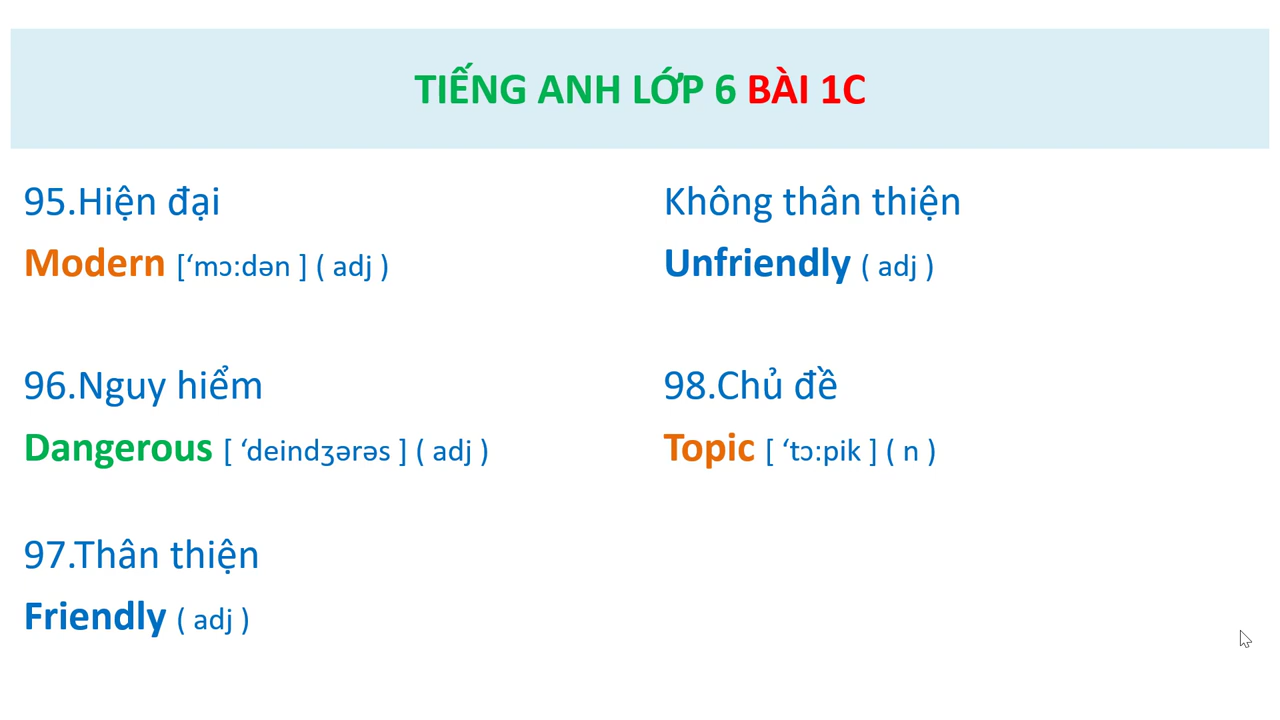 TIẾNG ANH LỚP 6 BÀI 1C
95.Hiện đại
Modern [‘mɔ:dən ] ( adj )
96.Nguy hiểm
Dangerous [ ‘deindʒərəs ] ( adj )
97.Thân thiện
Friendly ( adj )
Không thân thiện
Unfriendly ( adj )
98.Chủ đề
Topic [ ‘tɔ:pik ] ( n )